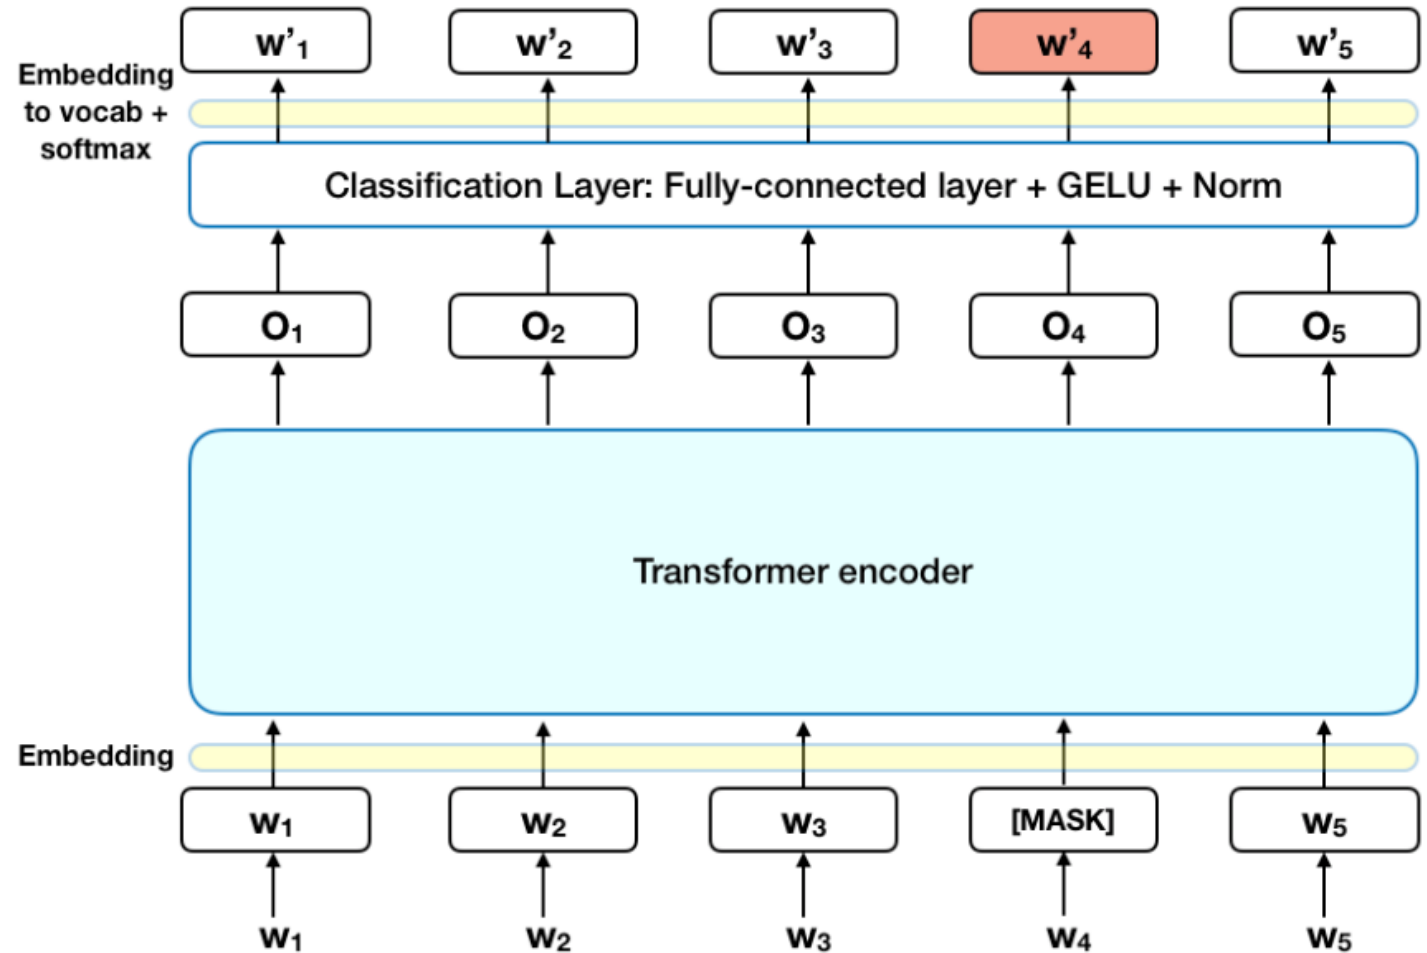 w'₁ w'₂ w'₃ w'₄ w'₅
Embedding
to vocab +
softmax
Classification Layer: Fully-connected layer + GELU + Norm
O₁ O₂ O₃ O₄ O₅
Transformer encoder
Embedding
W₁ W₂ W₃ [MASK] W₅
W₁ W₂ W₃ W₄ W₅